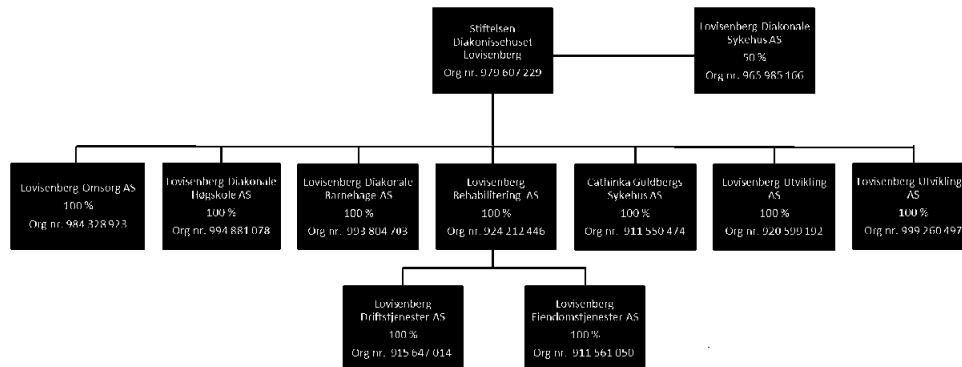 Stiftelsen
Diakonissehuset
Lovisenberg
Org nr. 979 607 229
Lovisenberg Diakonale
Sykehus AS
50 %
Org nr. 965 985 166
Lovisenberg Omsorg AS
100 %
Org nr. 984 328 923
Lovisenberg Diakonale
Høgskole AS
100 %
Org nr. 994 881 078
Lovisenberg Diakonale
Barnehage AS
100 %
Org nr. 993 804 703
Lovisenberg
Rehabilitering AS
100 %
Org nr. 924 212 446
Cathinka Guldbergs
Sykehus AS
100 %
Org nr. 911 550 474
Lovisenberg Utvikling
AS
100 %
Org nr. 920 599 192
Lovisenberg Utvikling
AS
100 %
Org nr. 999 260 497
Lovisenberg
Driftstjenester AS
100 %
Org nr. 915 647 014
Lovisenberg
Eiendomstjenester AS
100 %
Org nr. 911 561 050